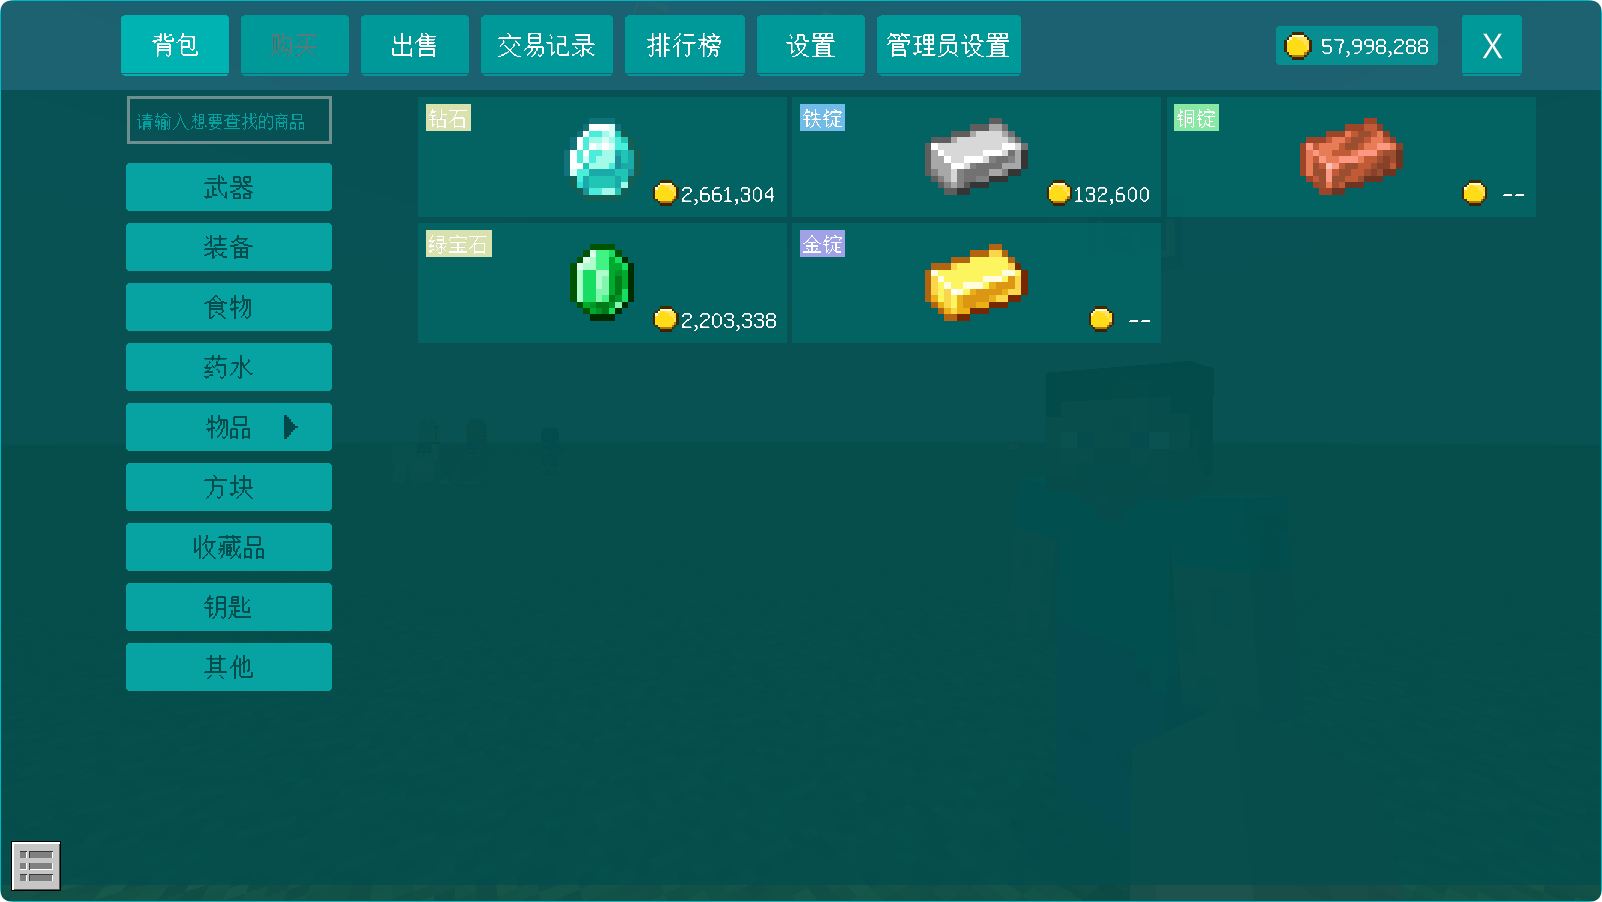 背包
购买
出售
交易记录
排行榜
设置
管理员设置
57,998,288
X
请输入想要查找的商品
武器
装备
食物
药水
物品
方块
收藏品
钥匙
其他
钻石
2,661,304
铁锭
132,600
铜锭
--
绿宝石
2,203,338
金锭
--